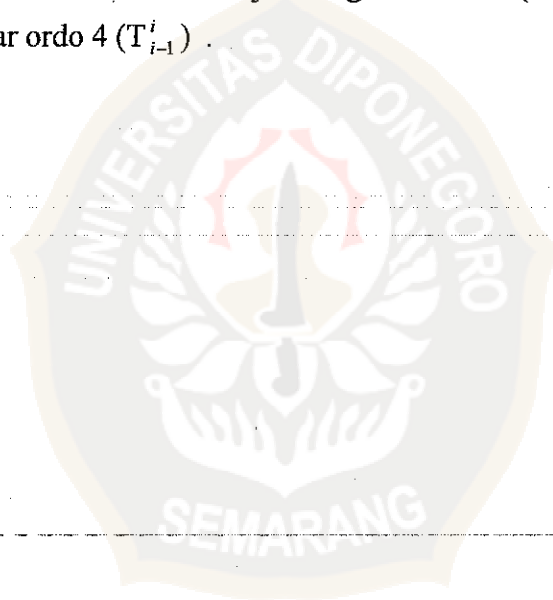 ar ordo 4 (T^i_{i-1}) .
UNIVERSITAS DIPONEGORO
SEMARANG